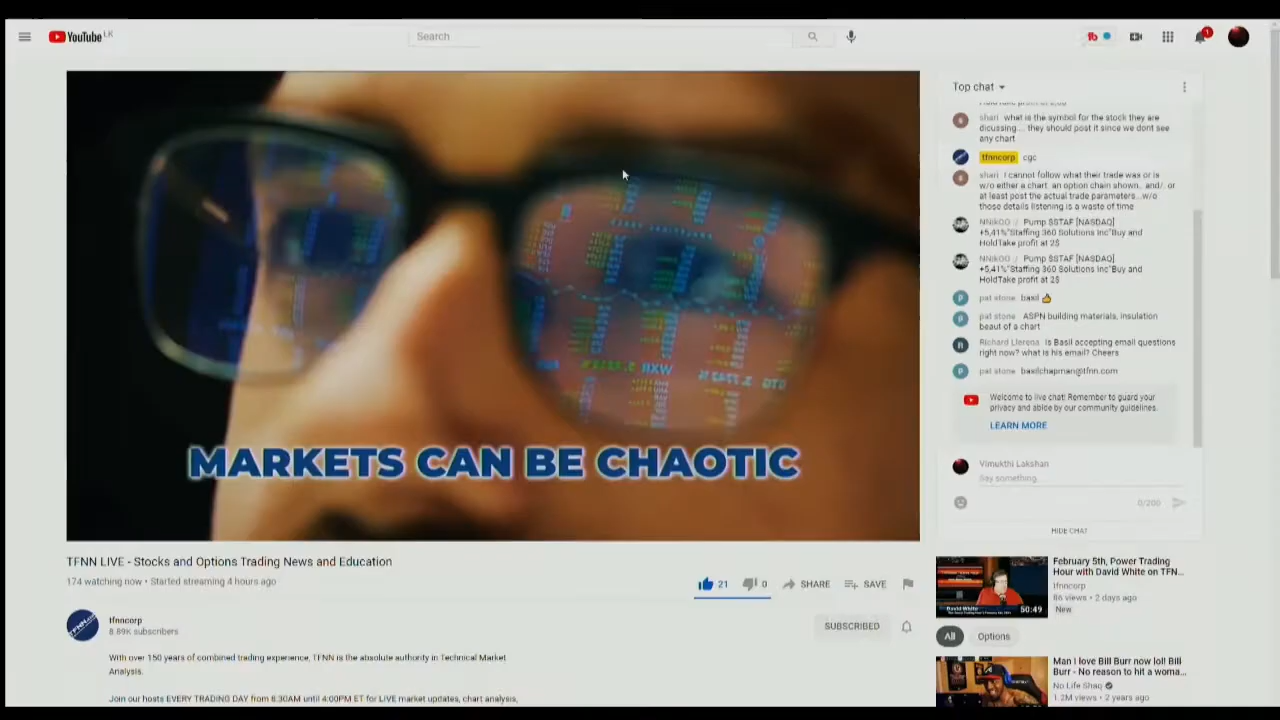 YouTube LK
Search
1
Top chat
shari what is the symbol for the stock they are
dicussing.... they should post it since we dont see
any chart
tfnncorp cgc
shari I cannot follow what their trade was or is
w/o either a chart, an option chain shown, and/, or
at least post the actual trade parameters...w/o
those details listening is a waste of time
NNikOO :/ Pump $STAF [NASDAQ]
+5,41%"Staffing 360 Solutions Inc"Buy and
HoldTake profit at 2$
NNikOO :/ Pump $STAF [NASDAQ]
+5,41%"Staffing 360 Solutions Inc"Buy and
HoldTake profit at 2$
pat stone basil
pat stone ASPN building materials, insulation
beaut of a chart
Richard Llerena Is Basil accepting email questions
right now? what is his email? Cheers
pat stone basilchapman@tfnn.com
Welcome to live chat! Remember to guard your
privacy and abide by our community guidelines.
LEARN MORE
Vimukthi Lakshan
Say something...
0/200
HIDE CHAT
MARKETS CAN BE CHAOTIC
TFNN LIVE - Stocks and Options Trading News and Education
174 watching now • Started streaming 4 hours ago
21 0 SHARE SAVE
tfnncorp
8.89K subscribers
SUBSCRIBED
With over 150 years of combined trading experience, TFNN is the absolute authority in Technical Market
Analysis.
Join our hosts EVERY TRADING DAY from 8:30AM until 4:00PM ET for LIVE market updates, chart analysis,
February 5th, Power Trading
Hour with David White on TFN...
tfnncorp
86 views • 2 days ago
New
David White
50:49
All Options
Man I love Bill Burr now lol! Bill
Burr - No reason to hit a woma...
No Life Shaq
1.2M views • 2 years ago